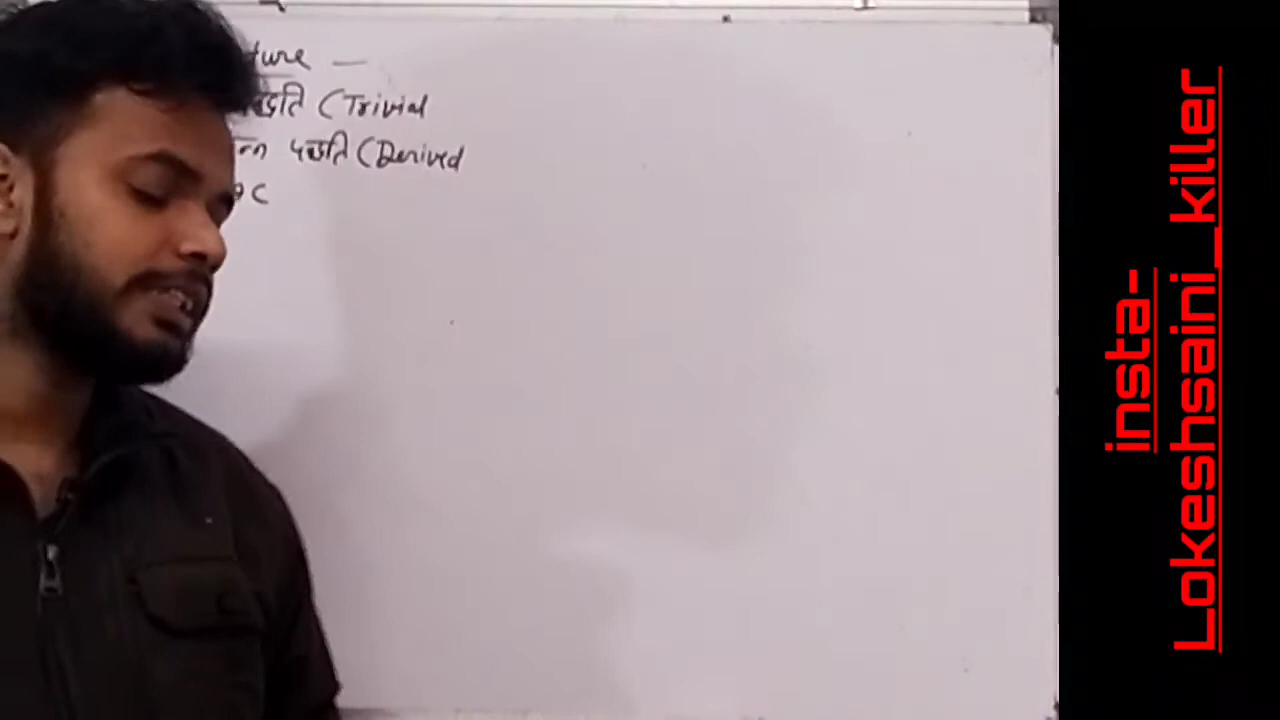 ture —
पद्धति (Trivial
पद्धति (Derived
C
insta-
Lokeshsaini_killer